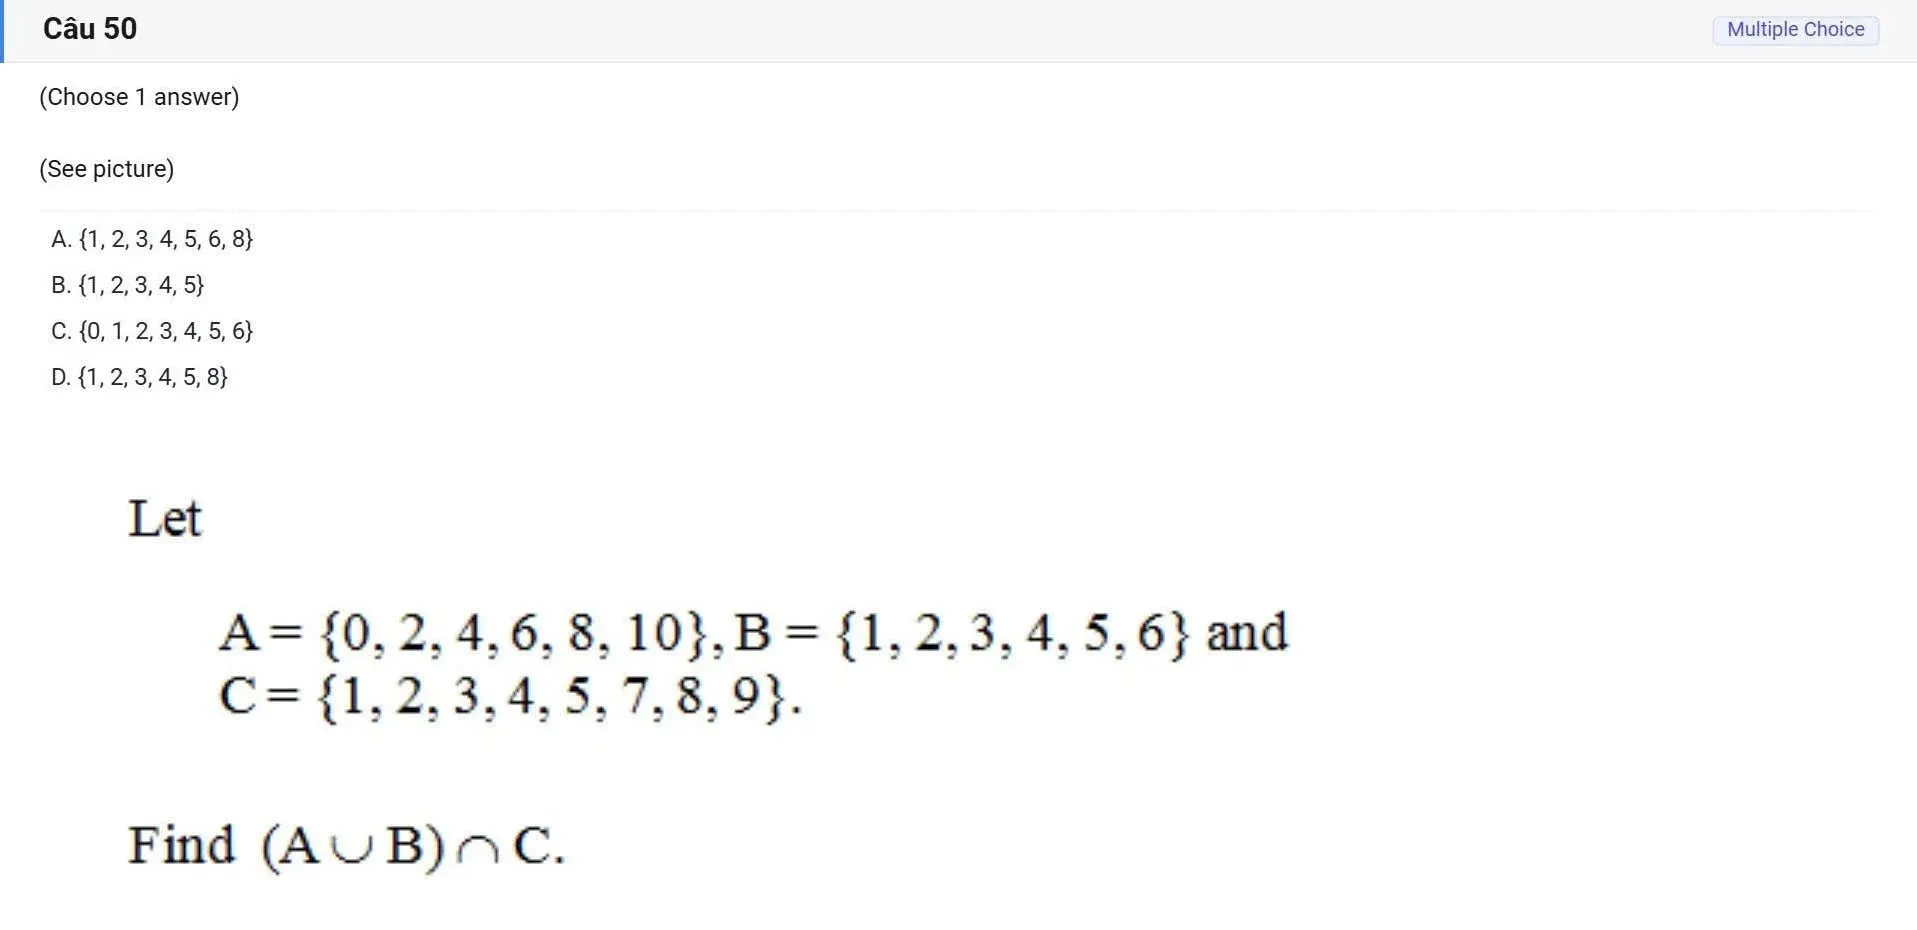 Câu 50
Multiple Choice
(Choose 1 answer)
(See picture)
A. {1, 2, 3, 4, 5, 6, 8}
B. {1, 2, 3, 4, 5}
C. {0, 1, 2, 3, 4, 5, 6}
D. {1, 2, 3, 4, 5, 8}
Let
A = {0, 2, 4, 6, 8, 10}, B = {1, 2, 3, 4, 5, 6} and
C = {1, 2, 3, 4, 5, 7, 8, 9}.
Find (A ∪ B) ∩ C.